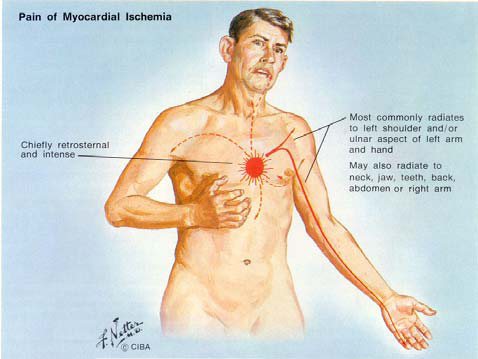 Pain of Myocardial Ischemia
Chiefly retrosternal
and intense
Most commonly radiates
to left shoulder and/or
ulnar aspect of left arm
and hand
May also radiate to
neck, jaw, teeth, back,
abdomen or right arm
F. Netter
M.D.
© CIBA